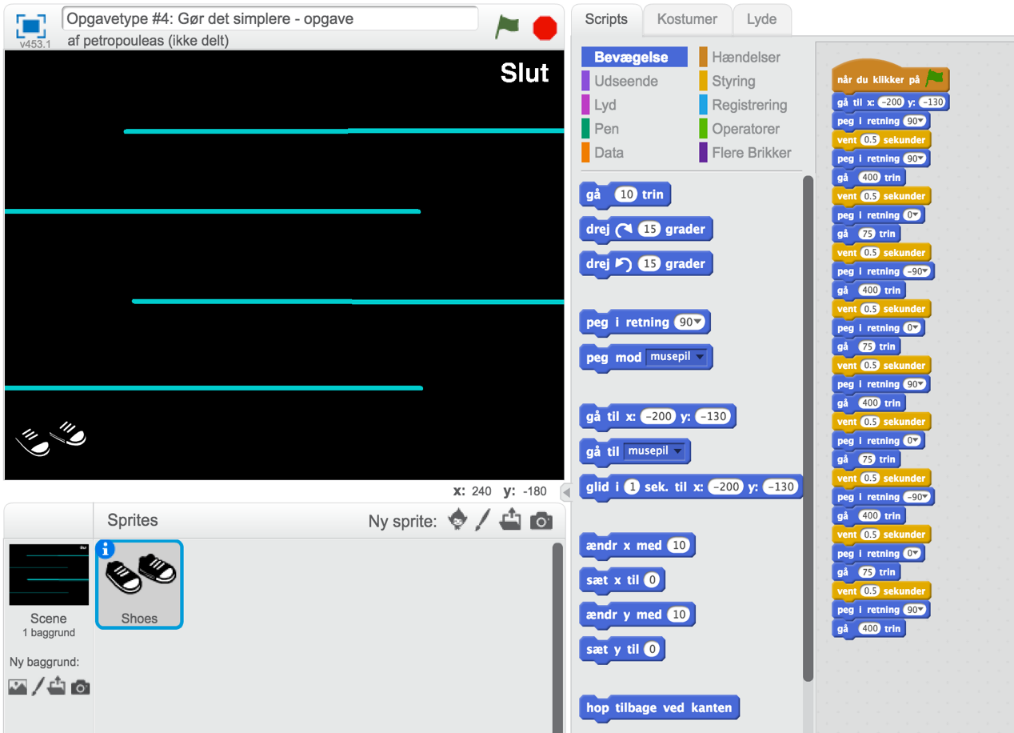 Opgavetype #4: Gør det simplere - opgave
af petropouleas (ikke delt)
v453.1
Slut
x: 240 y: -180
Sprites
Ny sprite:
Scene
1 baggrund
Ny baggrund:
Shoes
Scripts
Kostumer
Lyde
Bevægelse
Hændelser
Udseende
Styring
Lyd
Registrering
Pen
Operatorer
Data
Flere Brikker
gå 10 trin
drej 15 grader
drej 15 grader
peg i retning 90
peg mod musepil
gå til x: -200 y: -130
gå til musepil
glid i 1 sek. til x: -200 y: -130
ændr x med 10
sæt x til 0
ændr y med 10
sæt y til 0
hop tilbage ved kanten
når du klikker på
gå til x: -200 y: -130
peg i retning 90
vent 0.5 sekunder
peg i retning 90
gå 400 trin
vent 0.5 sekunder
peg i retning 0
gå 75 trin
vent 0.5 sekunder
peg i retning -90
gå 400 trin
vent 0.5 sekunder
peg i retning 0
gå 75 trin
vent 0.5 sekunder
peg i retning 90
gå 400 trin
vent 0.5 sekunder
peg i retning 0
gå 75 trin
vent 0.5 sekunder
peg i retning -90
gå 400 trin
vent 0.5 sekunder
peg i retning 0
gå 75 trin
vent 0.5 sekunder
peg i retning 90
gå 400 trin